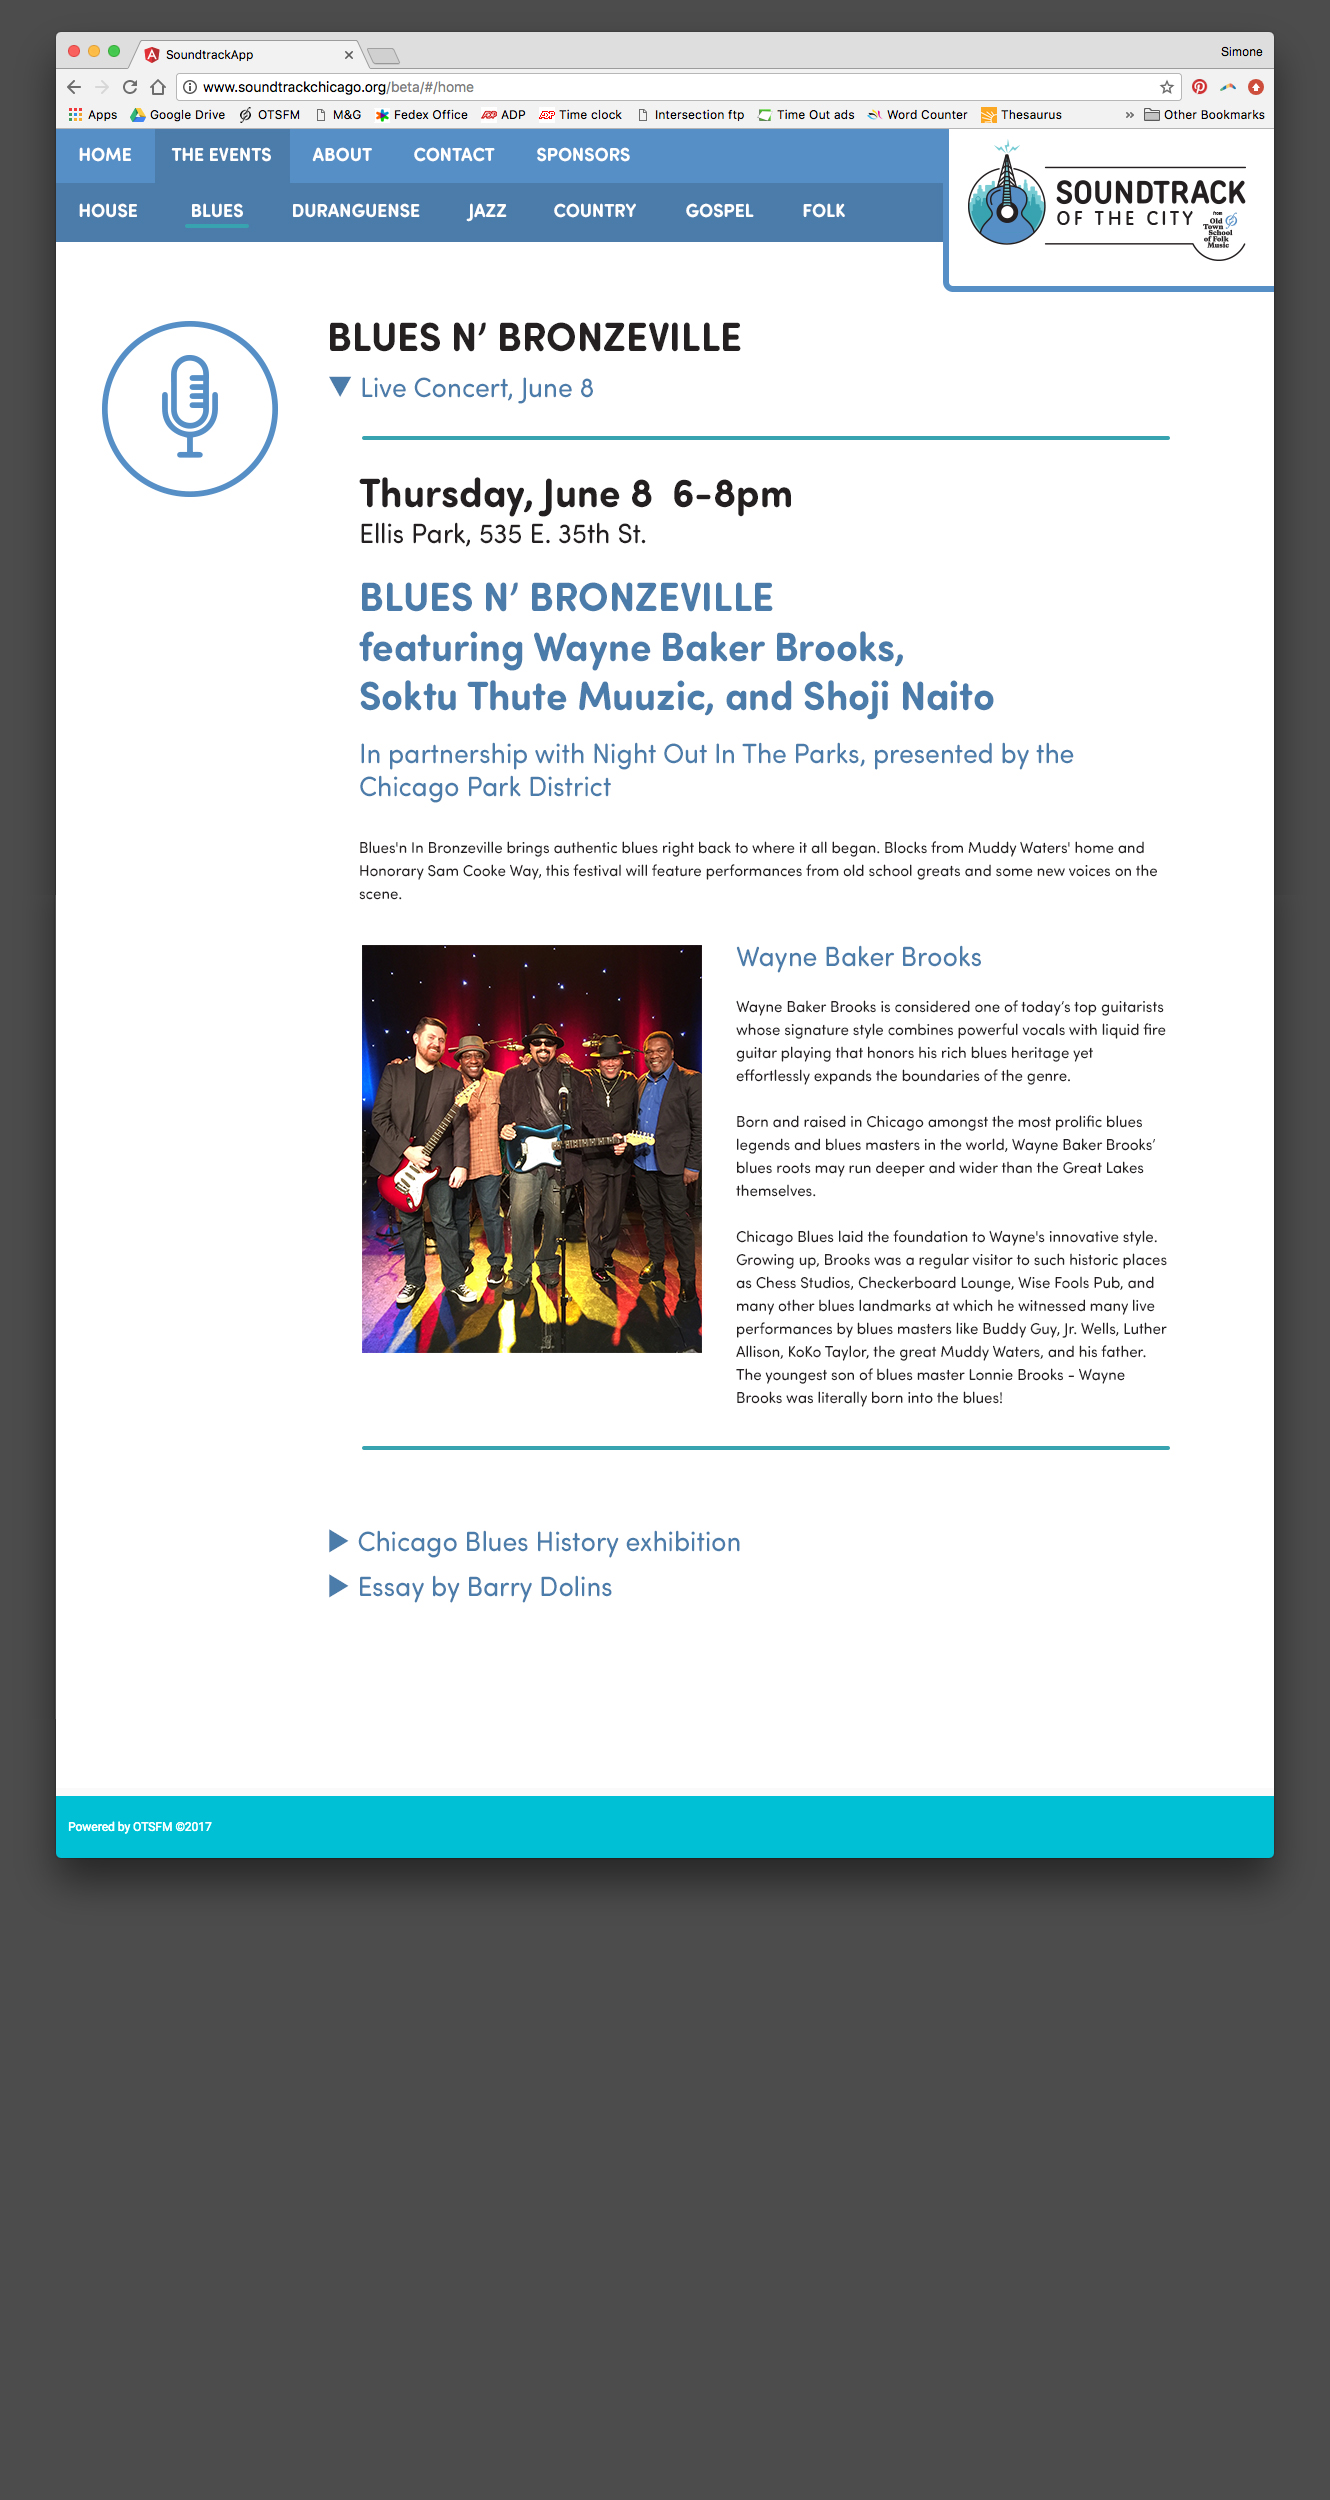 SoundtrackApp
Simone
www.soundtrackchicago.org/beta/#/home
Apps Google Drive OTSFM M&G Fedex Office ADP Time clock Intersection ftp Time Out ads Word Counter Thesaurus » Other Bookmarks
HOME THE EVENTS ABOUT CONTACT SPONSORS
HOUSE BLUES DURANGUENSE JAZZ COUNTRY GOSPEL FOLK
SOUNDTRACK
OF THE CITY
from
Old
Town
School
of Folk
Music
BLUES N’ BRONZEVILLE
Live Concert, June 8
Thursday, June 8 6-8pm
Ellis Park, 535 E. 35th St.
BLUES N’ BRONZEVILLE
featuring Wayne Baker Brooks,
Soktu Thute Muuzic, and Shoji Naito
In partnership with Night Out In The Parks, presented by the
Chicago Park District
Blues'n In Bronzeville brings authentic blues right back to where it all began. Blocks from Muddy Waters' home and
Honorary Sam Cooke Way, this festival will feature performances from old school greats and some new voices on the
scene.
Wayne Baker Brooks
Wayne Baker Brooks is considered one of today’s top guitarists
whose signature style combines powerful vocals with liquid fire
guitar playing that honors his rich blues heritage yet
effortlessly expands the boundaries of the genre.
Born and raised in Chicago amongst the most prolific blues
legends and blues masters in the world, Wayne Baker Brooks’
blues roots may run deeper and wider than the Great Lakes
themselves.
Chicago Blues laid the foundation to Wayne's innovative style.
Growing up, Brooks was a regular visitor to such historic places
as Chess Studios, Checkerboard Lounge, Wise Fools Pub, and
many other blues landmarks at which he witnessed many live
performances by blues masters like Buddy Guy, Jr. Wells, Luther
Allison, KoKo Taylor, the great Muddy Waters, and his father.
The youngest son of blues master Lonnie Brooks - Wayne
Brooks was literally born into the blues!
Chicago Blues History exhibition
Essay by Barry Dolins
Powered by OTSFM ©2017